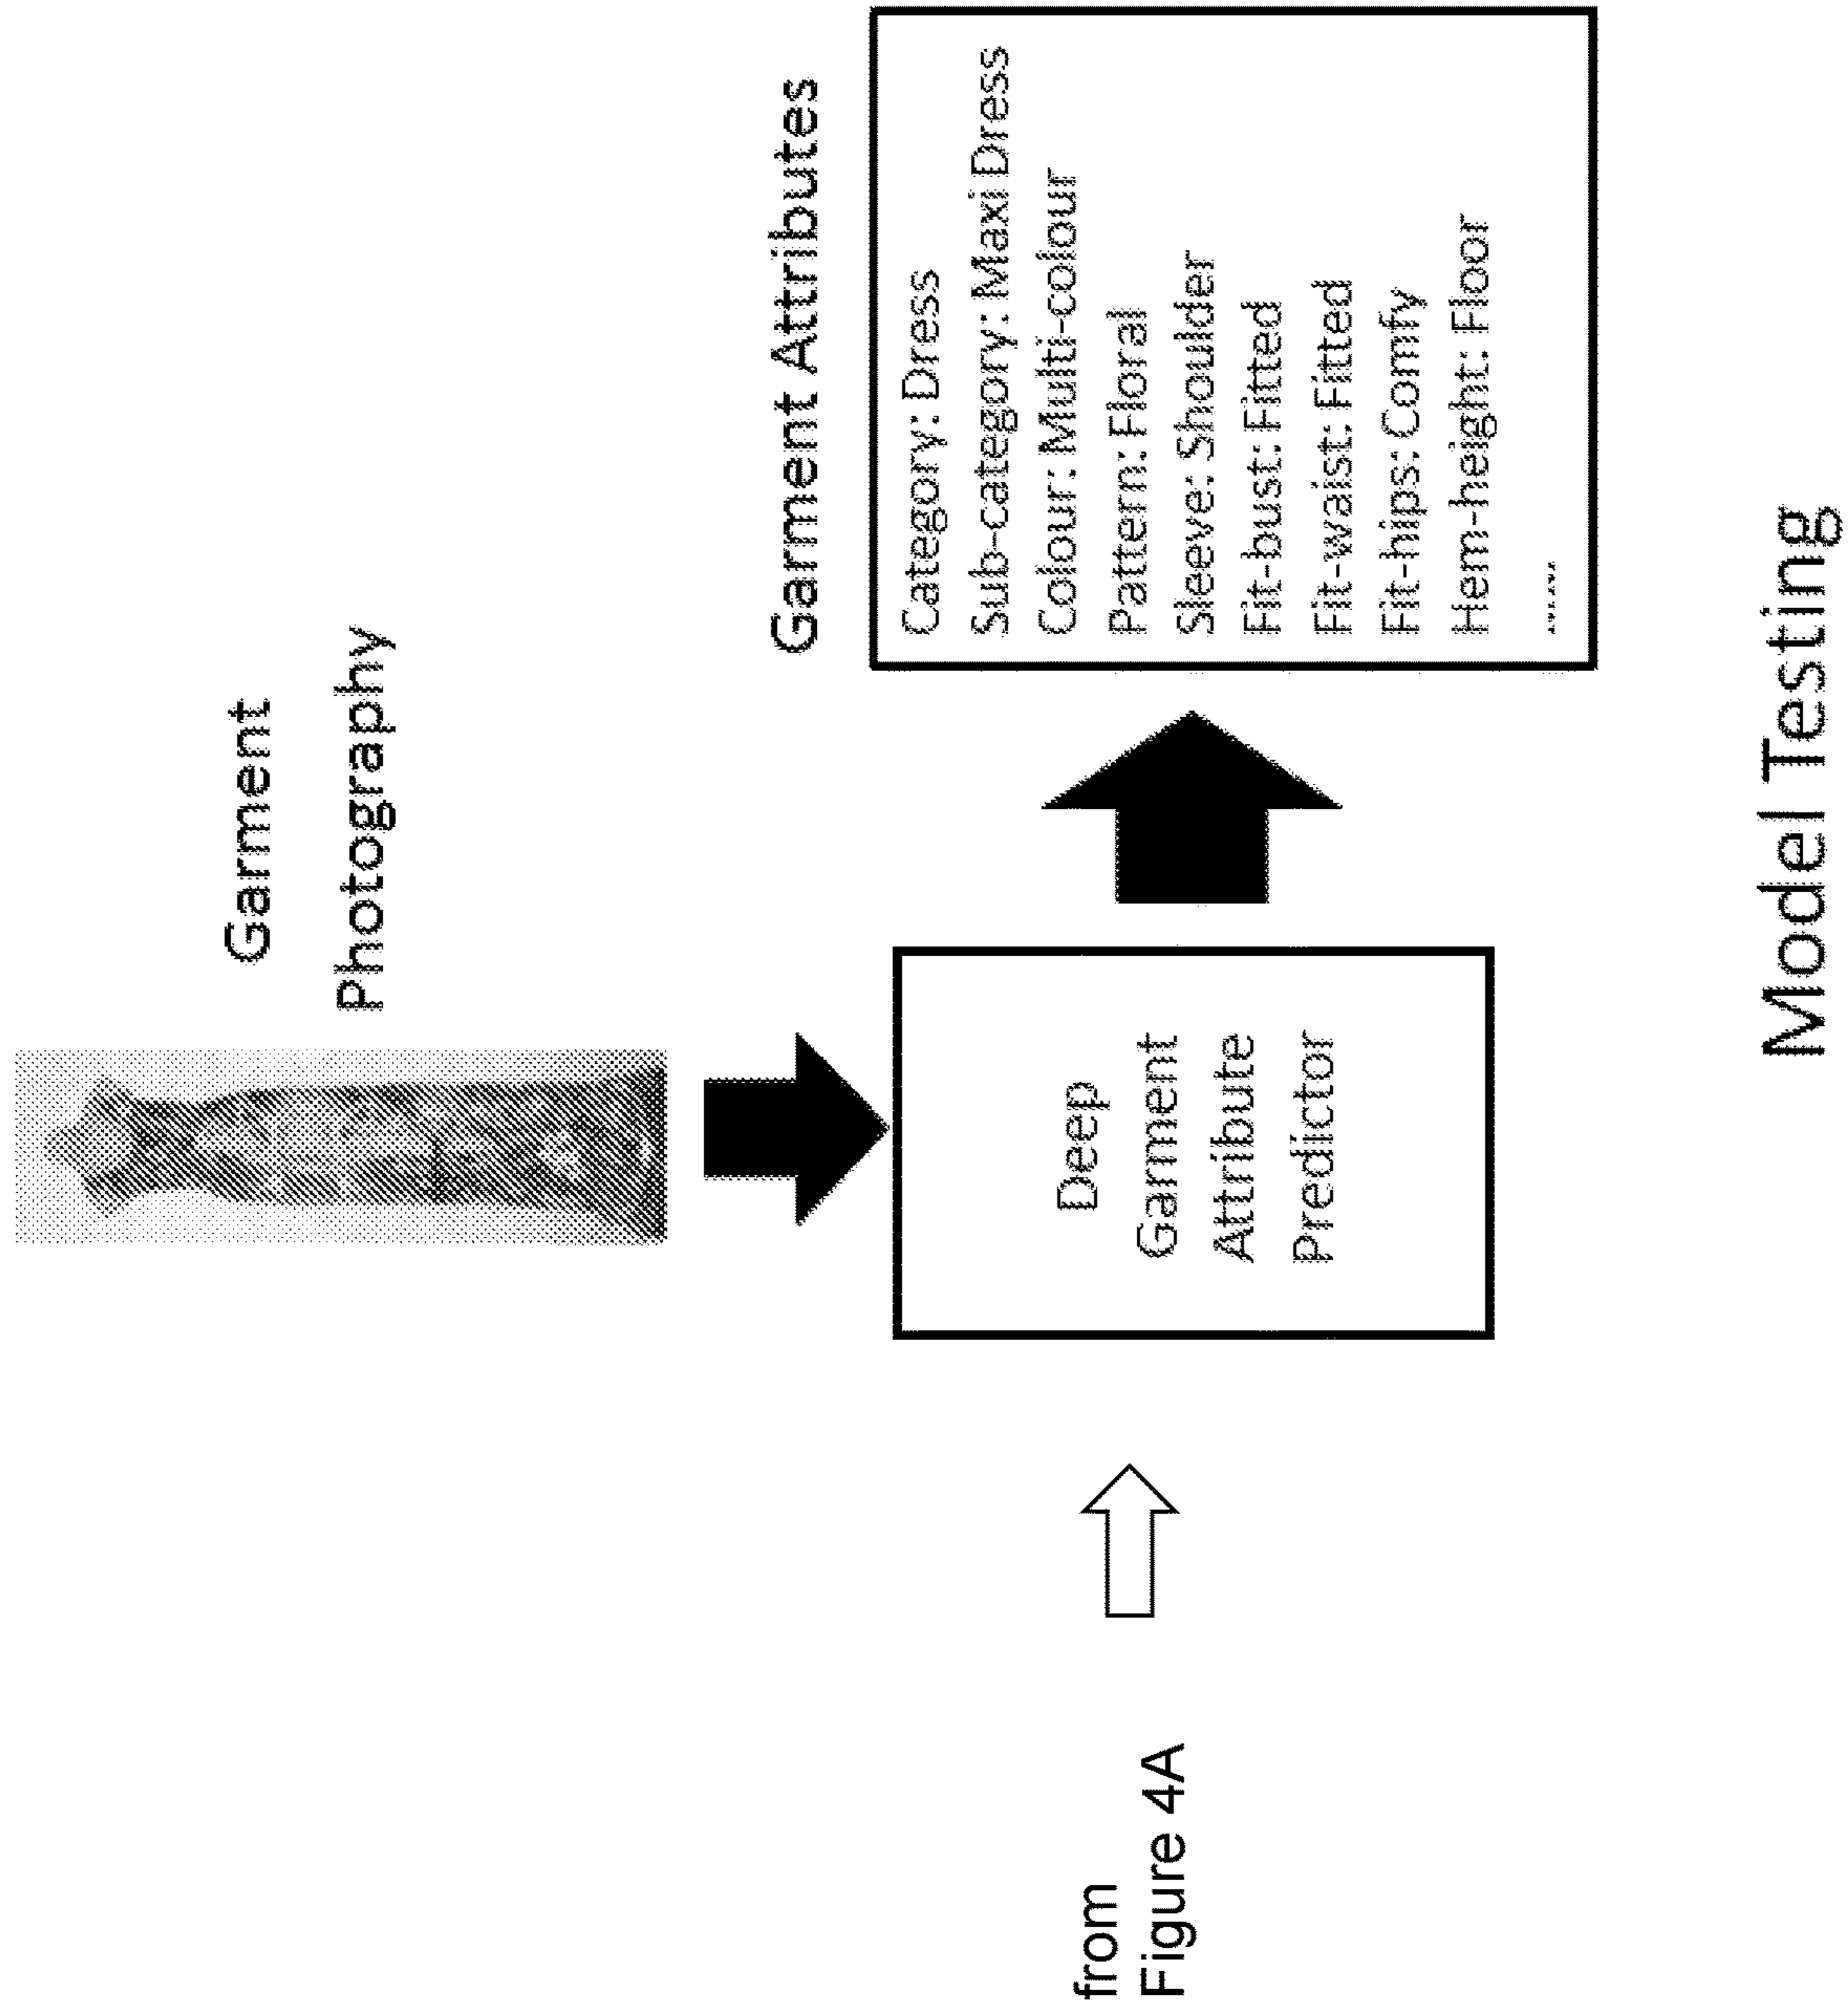 Garment
Photography
from
Figure 4A
Deep
Garment
Attribute
Predictor
Garment Attributes
Category: Dress
Sub-category: Maxi Dress
Colour: Multi-colour
Pattern: Floral
Sleeve: Shoulder
Fit-bust: Fitted
Fit-waist: Fitted
Fit-hips: Comfy
Hem-height: Floor
......
Model Testing